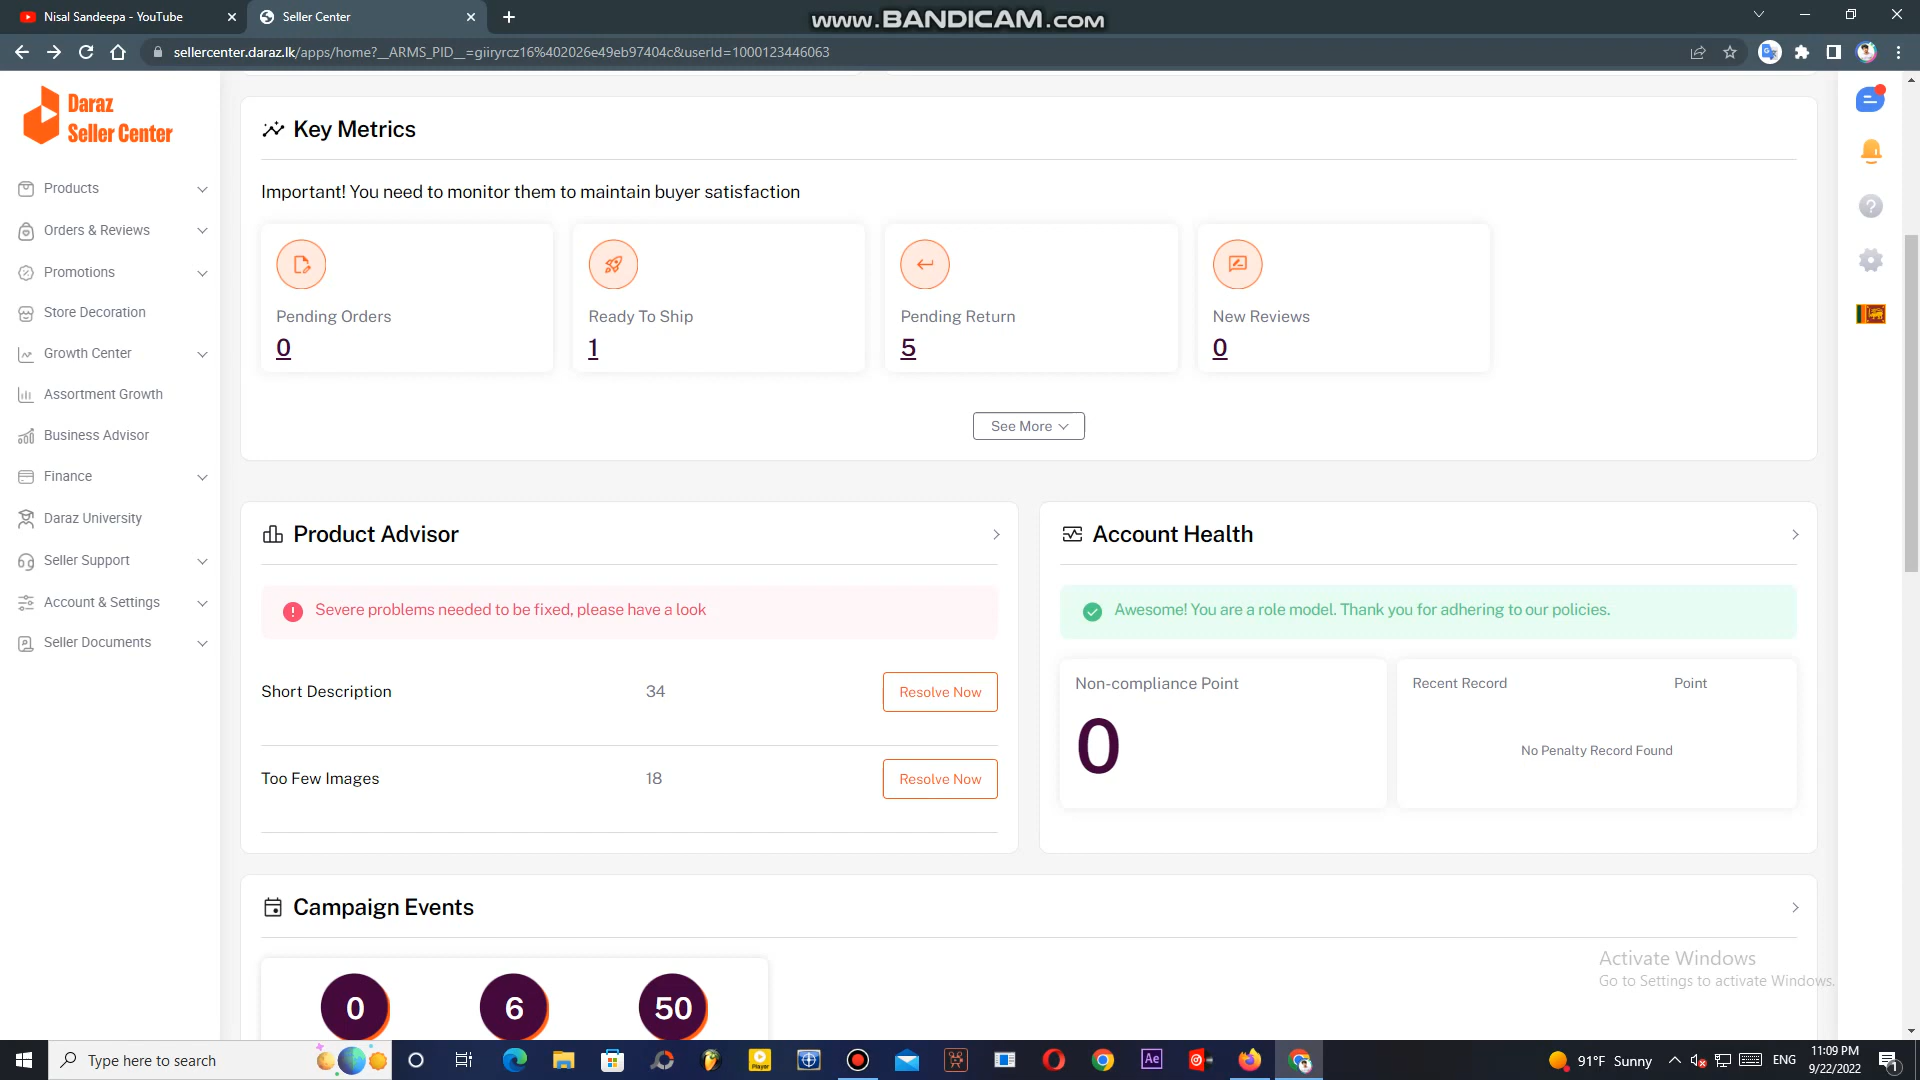 Nisal Sandeepa - YouTube
Seller Center
www.BANDICAM.com
sellercenter.daraz.lk/apps/home?__ARMS_PID__=giiryrcz16%402026e49eb97404c&userId=1000123446063
Daraz
Seller Center
Products
Orders & Reviews
Promotions
Store Decoration
Growth Center
Assortment Growth
Business Advisor
Finance
Daraz University
Seller Support
Account & Settings
Seller Documents
Key Metrics
Important! You need to monitor them to maintain buyer satisfaction
Pending Orders
0
Ready To Ship
1
Pending Return
5
New Reviews
0
See More
Product Advisor
Severe problems needed to be fixed, please have a look
Short Description 34 Resolve Now
Too Few Images 18 Resolve Now
Account Health
Awesome! You are a role model. Thank you for adhering to our policies.
Non-compliance Point
0
Recent Record Point
No Penalty Record Found
Campaign Events
0 6 50
Activate Windows
Go to Settings to activate Windows.
Type here to search
Player
Ae
91°F Sunny
ENG
11:09 PM
9/22/2022
1